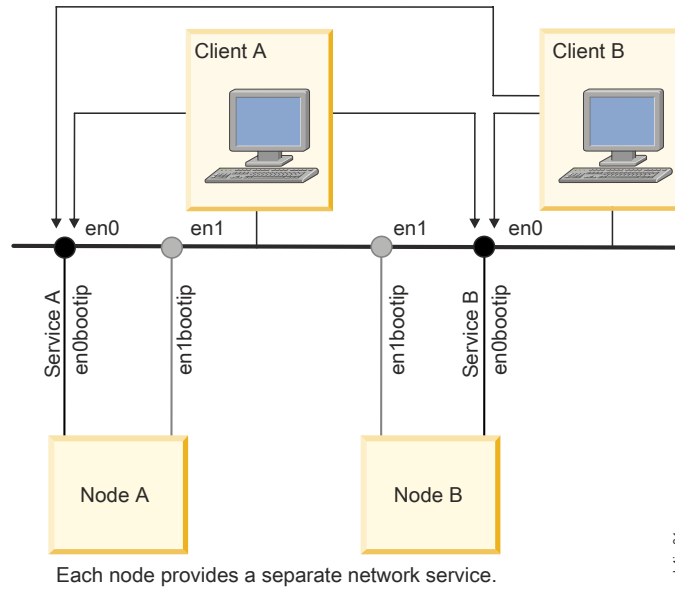 Client A
Client B
en0
en1
en1
en0
Service A
en0bootip
en1bootip
en1bootip
Service B
en0bootip
Node A
Node B
Each node provides a separate network service.